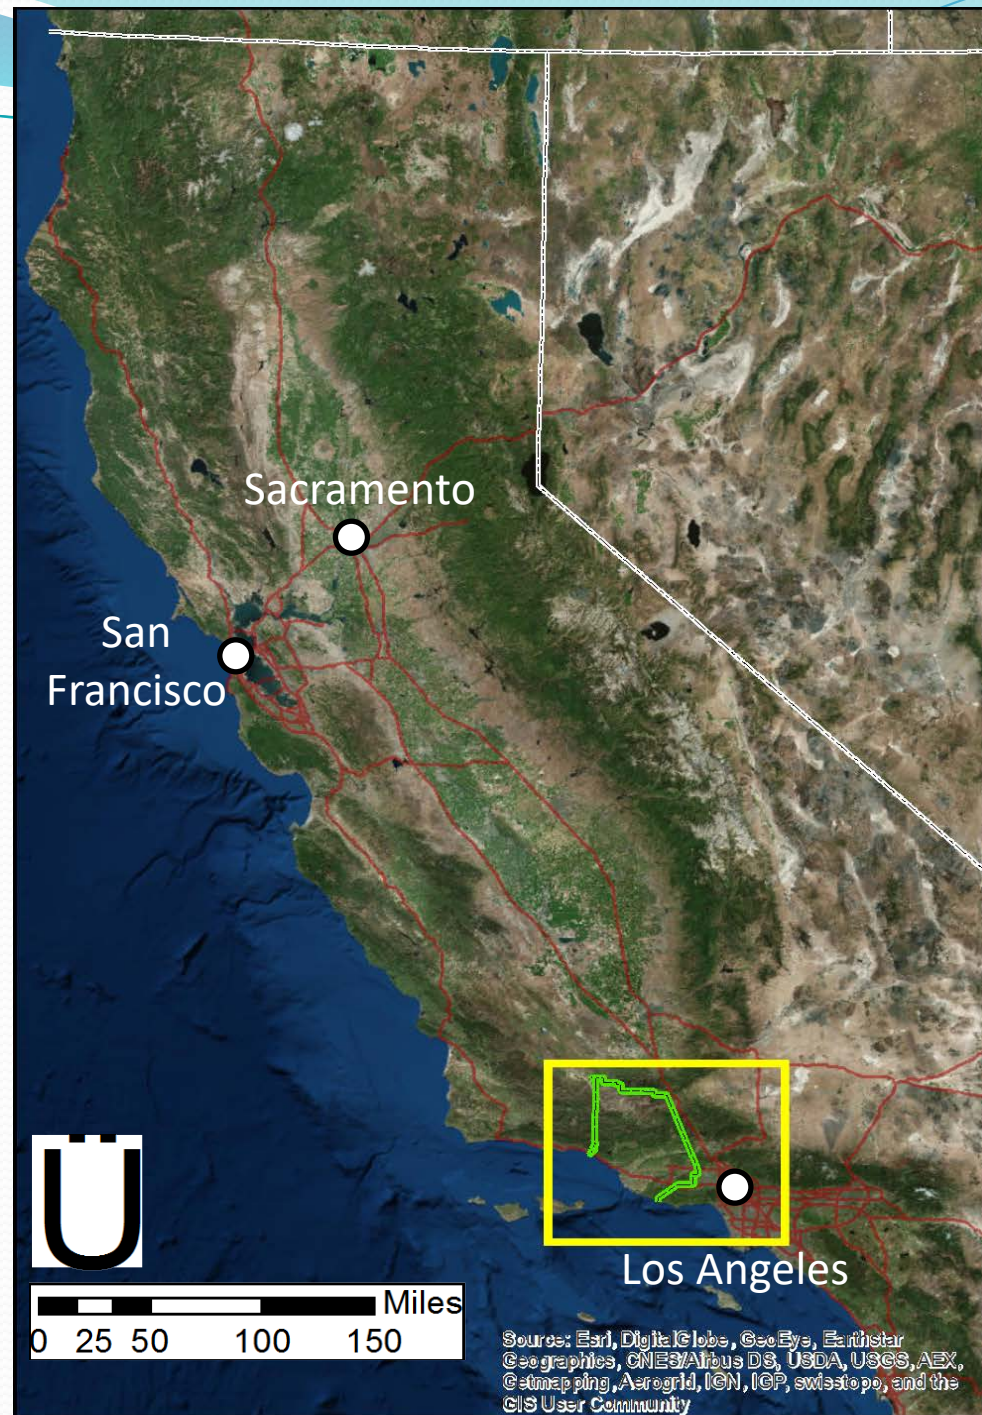 Sacramento
San
Francisco
Los Angeles
Ü
Miles
0 25 50 100 150
Source: Esri, DigitalGlobe, GeoEye, Earthstar
Geographics, CNES/Airbus DS, USDA, USGS, AEX,
Getmapping, Aerogrid, IGN, IGP, swisstopo, and the
GIS User Community